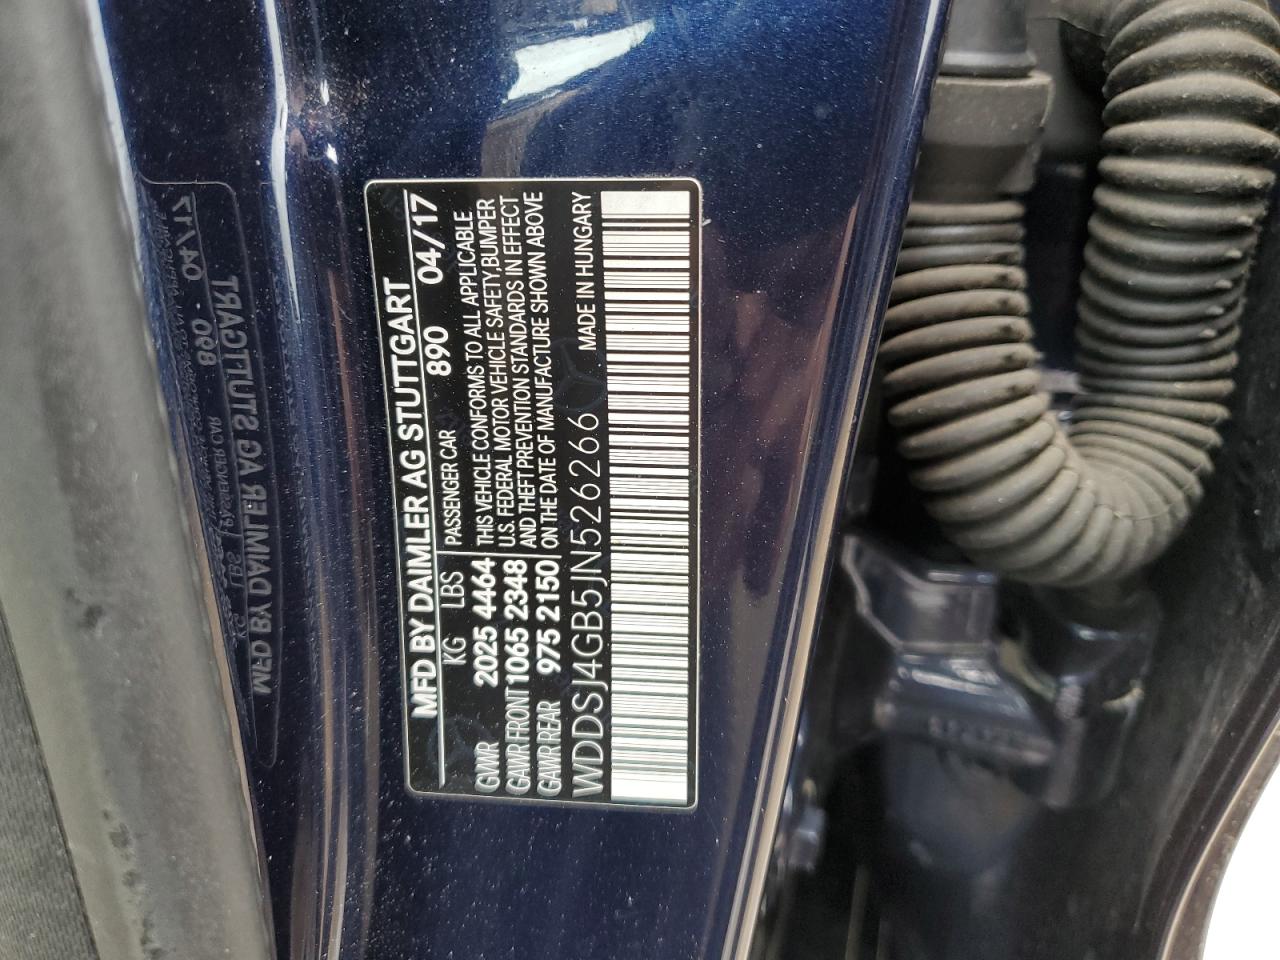 MFD BY DAIMLER AG STUTTGART
KG LBS PASSENGER CAR 890 04/17
GVWR 2025 4464 THIS VEHICLE CONFORMS TO ALL APPLICABLE
GAWR FRONT 1065 2348 U.S. FEDERAL MOTOR VEHICLE SAFETY, BUMPER
GAWR REAR 975 2150 AND THEFT PREVENTION STANDARDS IN EFFECT
ON THE DATE OF MANUFACTURE SHOWN ABOVE
WDDSJ4GB5JN526266 MADE IN HUNGARY